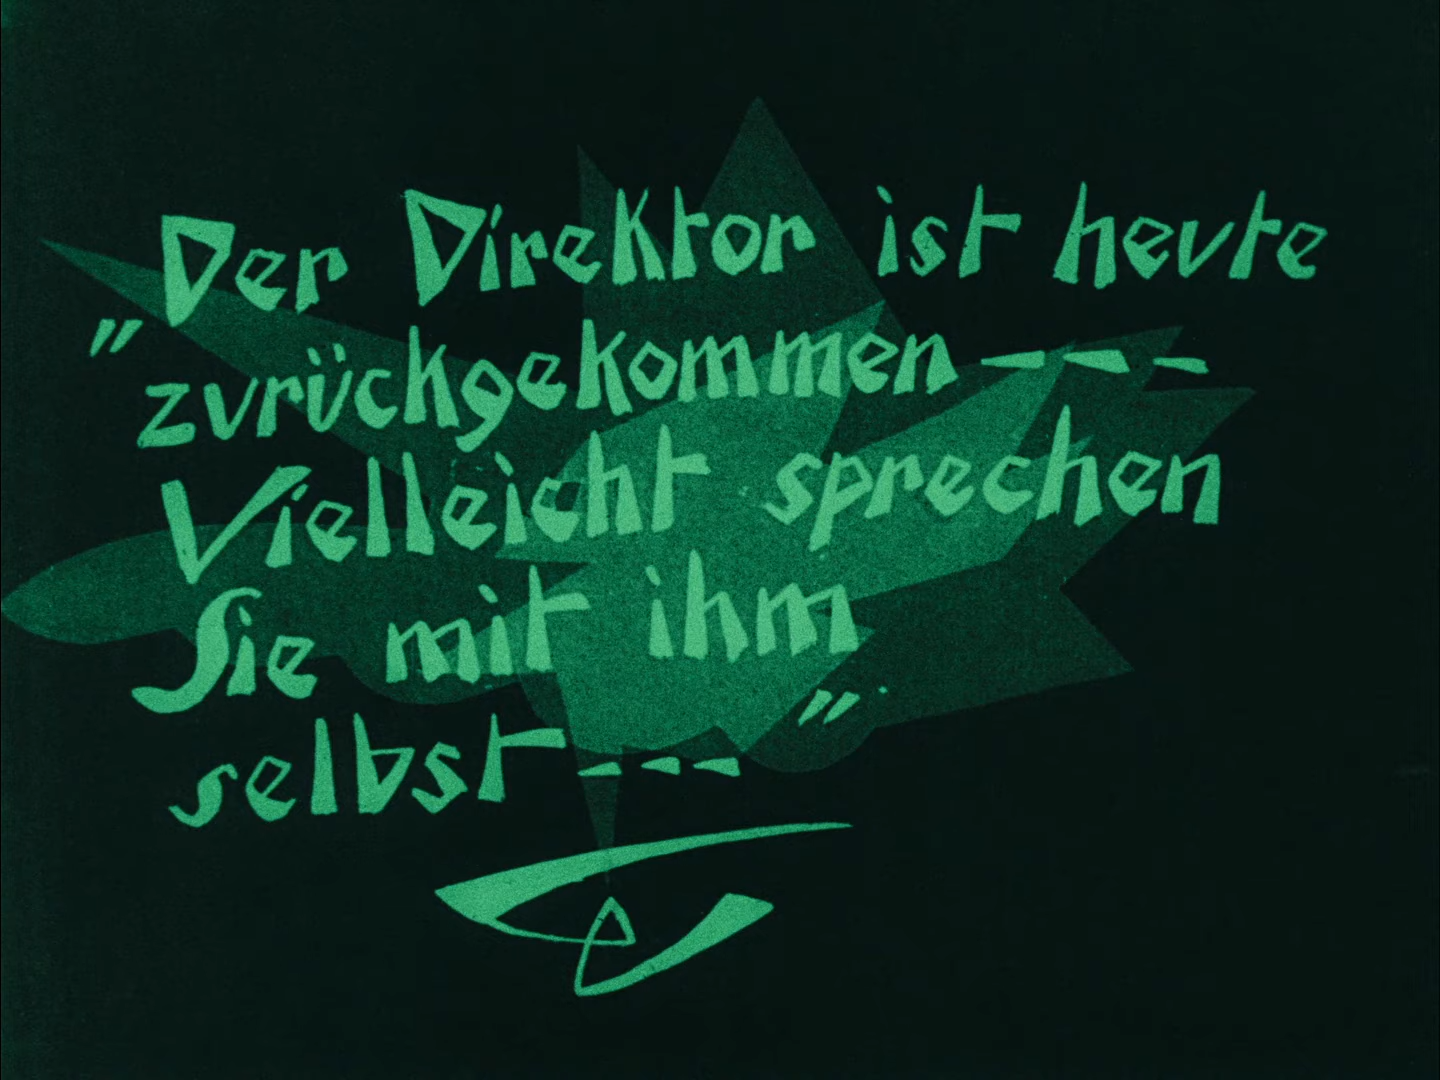 Der Direktor ist heute
"zurückgekommen - - -
Vielleicht sprechen
Sie mit ihm
selbst - - -"